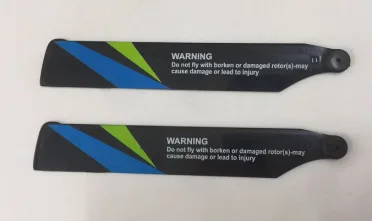 WARNING
Do not fly with borken or damaged rotor(s)-may
cause damage or lead to injury
WARNING
Do not fly with borken or damaged rotor(s)-may
cause damage or lead to injury